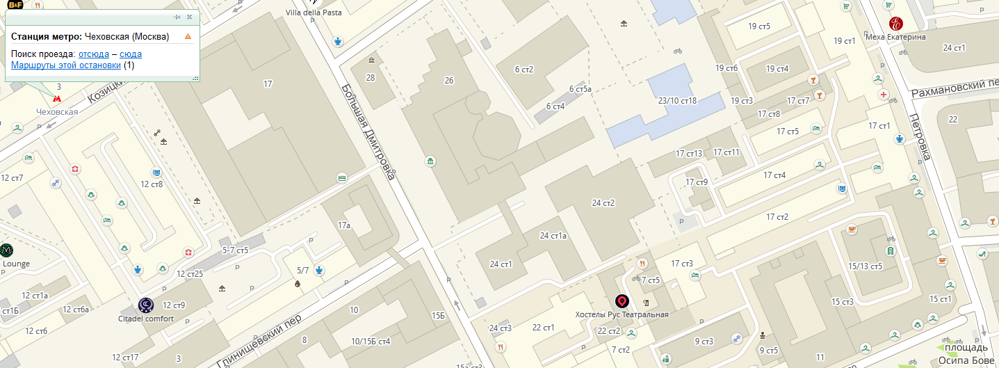 B&F
Villa della Pasta
Станция метро: Чеховская (Москва)
Поиск проезда: отсюда – сюда
Маршруты этой остановки (1)
3
Чеховская
Козицки
17
28
26
Большая Дмитровка
6 ст2
6 ст5а
6 ст4
23/10 ст18
19 ст5
19 ст6
19 ст4
19 ст3
19 ст1
Меха Екатерина
24 ст1
Рахмановский пе
22
Петровка
17 ст7
17 ст8
17 ст5
17 ст1
17 ст13
17 ст11
17 ст4
17 ст9
17 ст2
12 ст7
12 ст8
17а
5-7 ст5
5/7
12 ст25
Lounge
12 ст1а
ст1Б
12 ст6а
12 ст9
Citadel comfort
12 ст6
12 ст17
3
Глинищевский пер
8
10
10/15Б ст4
15Б
15а ст3
24 ст2
24 ст1а
24 ст1
24 ст3
22 ст1
22 ст2
7 ст2
7 ст5
17 ст3
Хостелы Рус Театральная
9 ст3
9 ст5
11
15 ст3
15/13 ст5
15 ст1
площадь
Осипа Бове